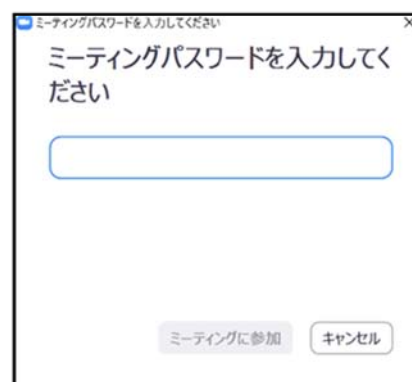 ミーティングパスワードを入力してください
ミーティングパスワードを入力してく
ださい
ミーティングに参加
キャンセル